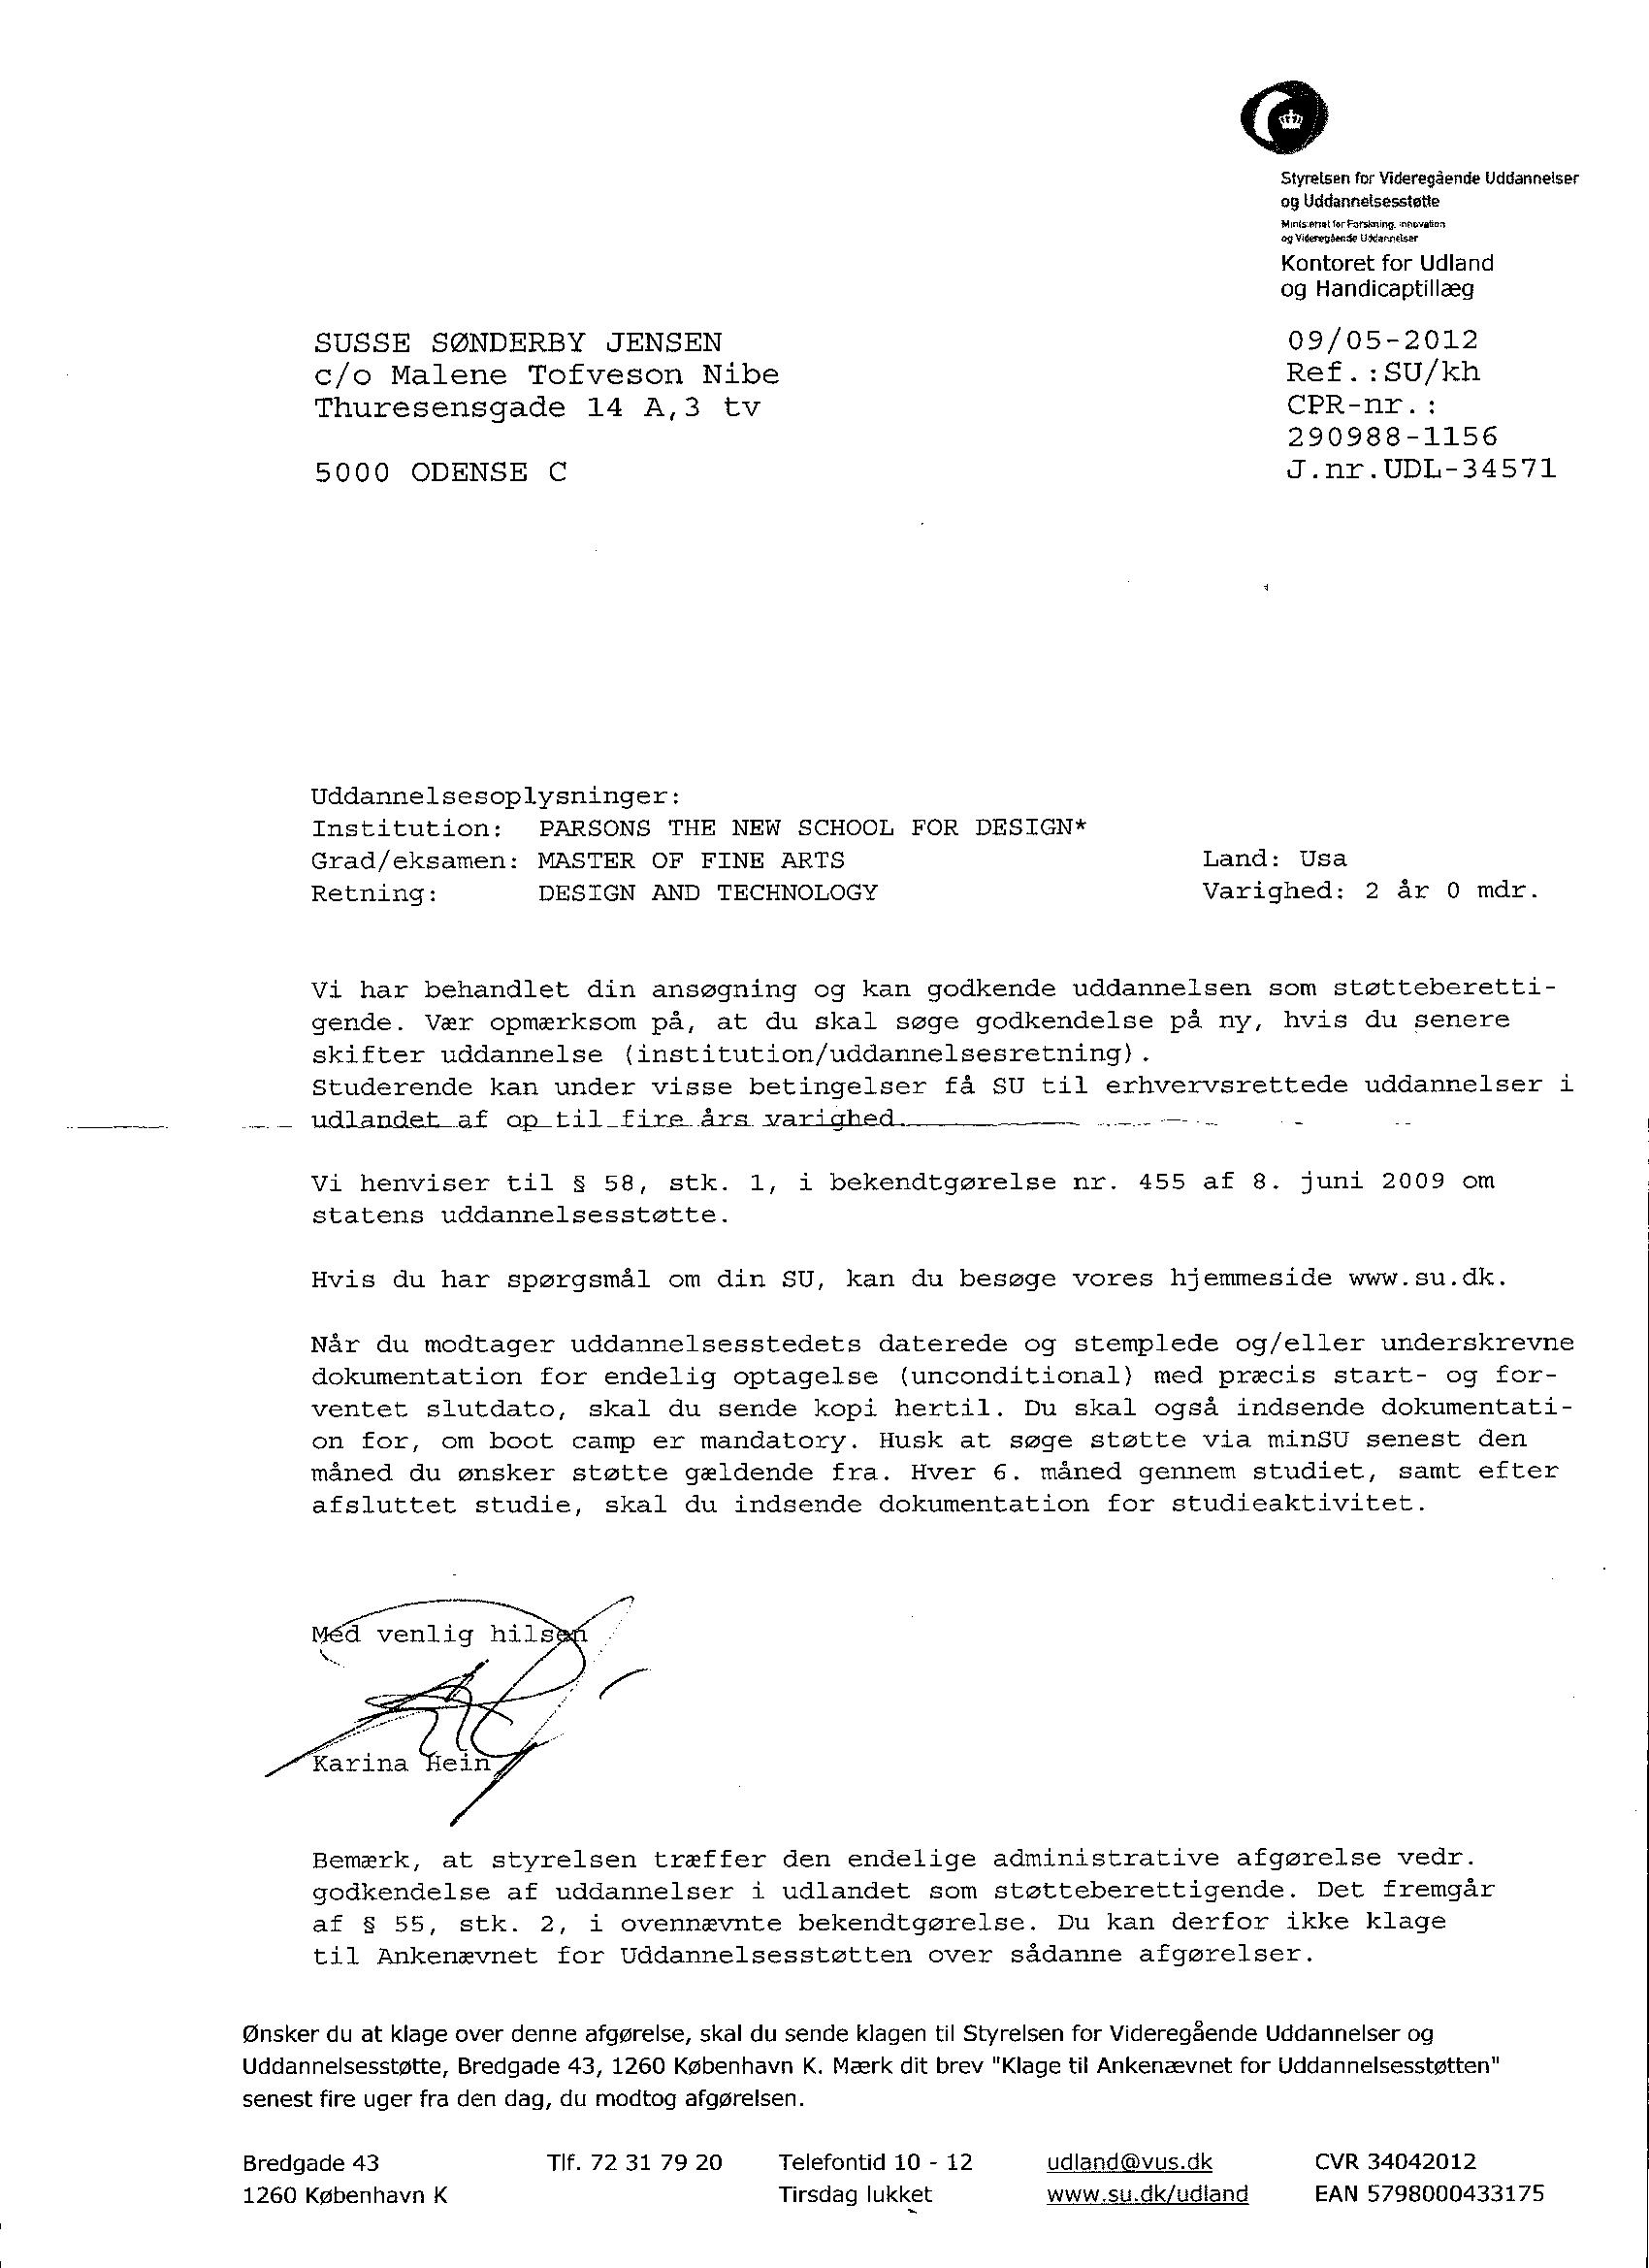 Styrelsen for Videregående Uddannelser
og Uddannelsesstøtte
Ministeriet for Forskning, Innovation
og Videregående Uddannelser
Kontoret for Udland
og Handicaptillæg
SUSSE SØNDERBY JENSEN
c/o Malene Tofveson Nibe
Thuresensgade 14 A,3 tv
5000 ODENSE C
09/05-2012
Ref.:SU/kh
CPR-nr.:
290988-1156
J.nr.UDL-34571
Uddannelsesoplysninger:
Institution: PARSONS THE NEW SCHOOL FOR DESIGN*
Grad/eksamen: MASTER OF FINE ARTS Land: Usa
Retning: DESIGN AND TECHNOLOGY Varighed: 2 år 0 mdr.
Vi har behandlet din ansøgning og kan godkende uddannelsen som støtteberetti-
gende. Vær opmærksom på, at du skal søge godkendelse på ny, hvis du senere
skifter uddannelse (institution/uddannelsesretning).
Studerende kan under visse betingelser få SU til erhvervsrettede uddannelser i
udlandet af op til fire års varighed.
Vi henviser til § 58, stk. 1, i bekendtgørelse nr. 455 af 8. juni 2009 om
statens uddannelsesstøtte.
Hvis du har spørgsmål om din SU, kan du besøge vores hjemmeside www.su.dk.
Når du modtager uddannelsesstedets daterede og stemplede og/eller underskrevne
dokumentation for endelig optagelse (unconditional) med præcis start- og for-
ventet slutdato, skal du sende kopi hertil. Du skal også indsende dokumentati-
on for, om boot camp er mandatory. Husk at søge støtte via minSU senest den
måned du ønsker støtte gældende fra. Hver 6. måned gennem studiet, samt efter
afsluttet studie, skal du indsende dokumentation for studieaktivitet.
Med venlig hilsen
Karina Hein
Bemærk, at styrelsen træffer den endelige administrative afgørelse vedr.
godkendelse af uddannelser i udlandet som støtteberettigende. Det fremgår
af § 55, stk. 2, i ovennævnte bekendtgørelse. Du kan derfor ikke klage
til Ankenævnet for Uddannelsesstøtten over sådanne afgørelser.
Ønsker du at klage over denne afgørelse, skal du sende klagen til Styrelsen for Videregående Uddannelser og
Uddannelsesstøtte, Bredgade 43, 1260 København K. Mærk dit brev "Klage til Ankenævnet for Uddannelsesstøtten"
senest fire uger fra den dag, du modtog afgørelsen.
Bredgade 43 Tlf. 72 31 79 20 Telefontid 10 - 12 udland@vus.dk CVR 34042012
1260 København K Tirsdag lukket www.su.dk/udland EAN 5798000433175